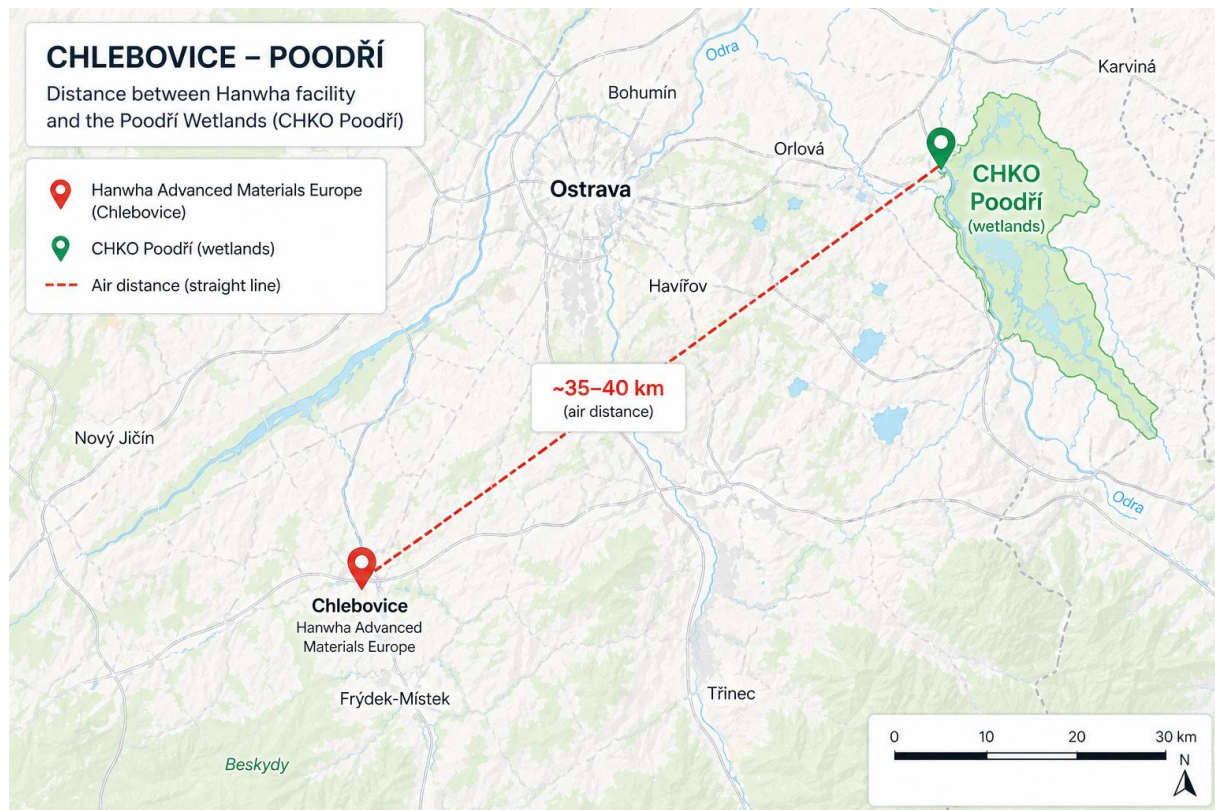 CHLEBOVICE – POODŘÍ
Distance between Hanwha facility
and the Poodří Wetlands (CHKO Poodří)
Hanwha Advanced Materials Europe
(Chlebovice)
CHKO Poodří (wetlands)
Air distance (straight line)
Odra
Karviná
Bohumín
Orlová
Ostrava
CHKO
Poodří
(wetlands)
Havířov
~35–40 km
(air distance)
Nový Jičín
Odra
Chlebovice
Hanwha Advanced
Materials Europe
Frýdek-Místek
Třinec
Beskydy
0 10 20 30 km
N